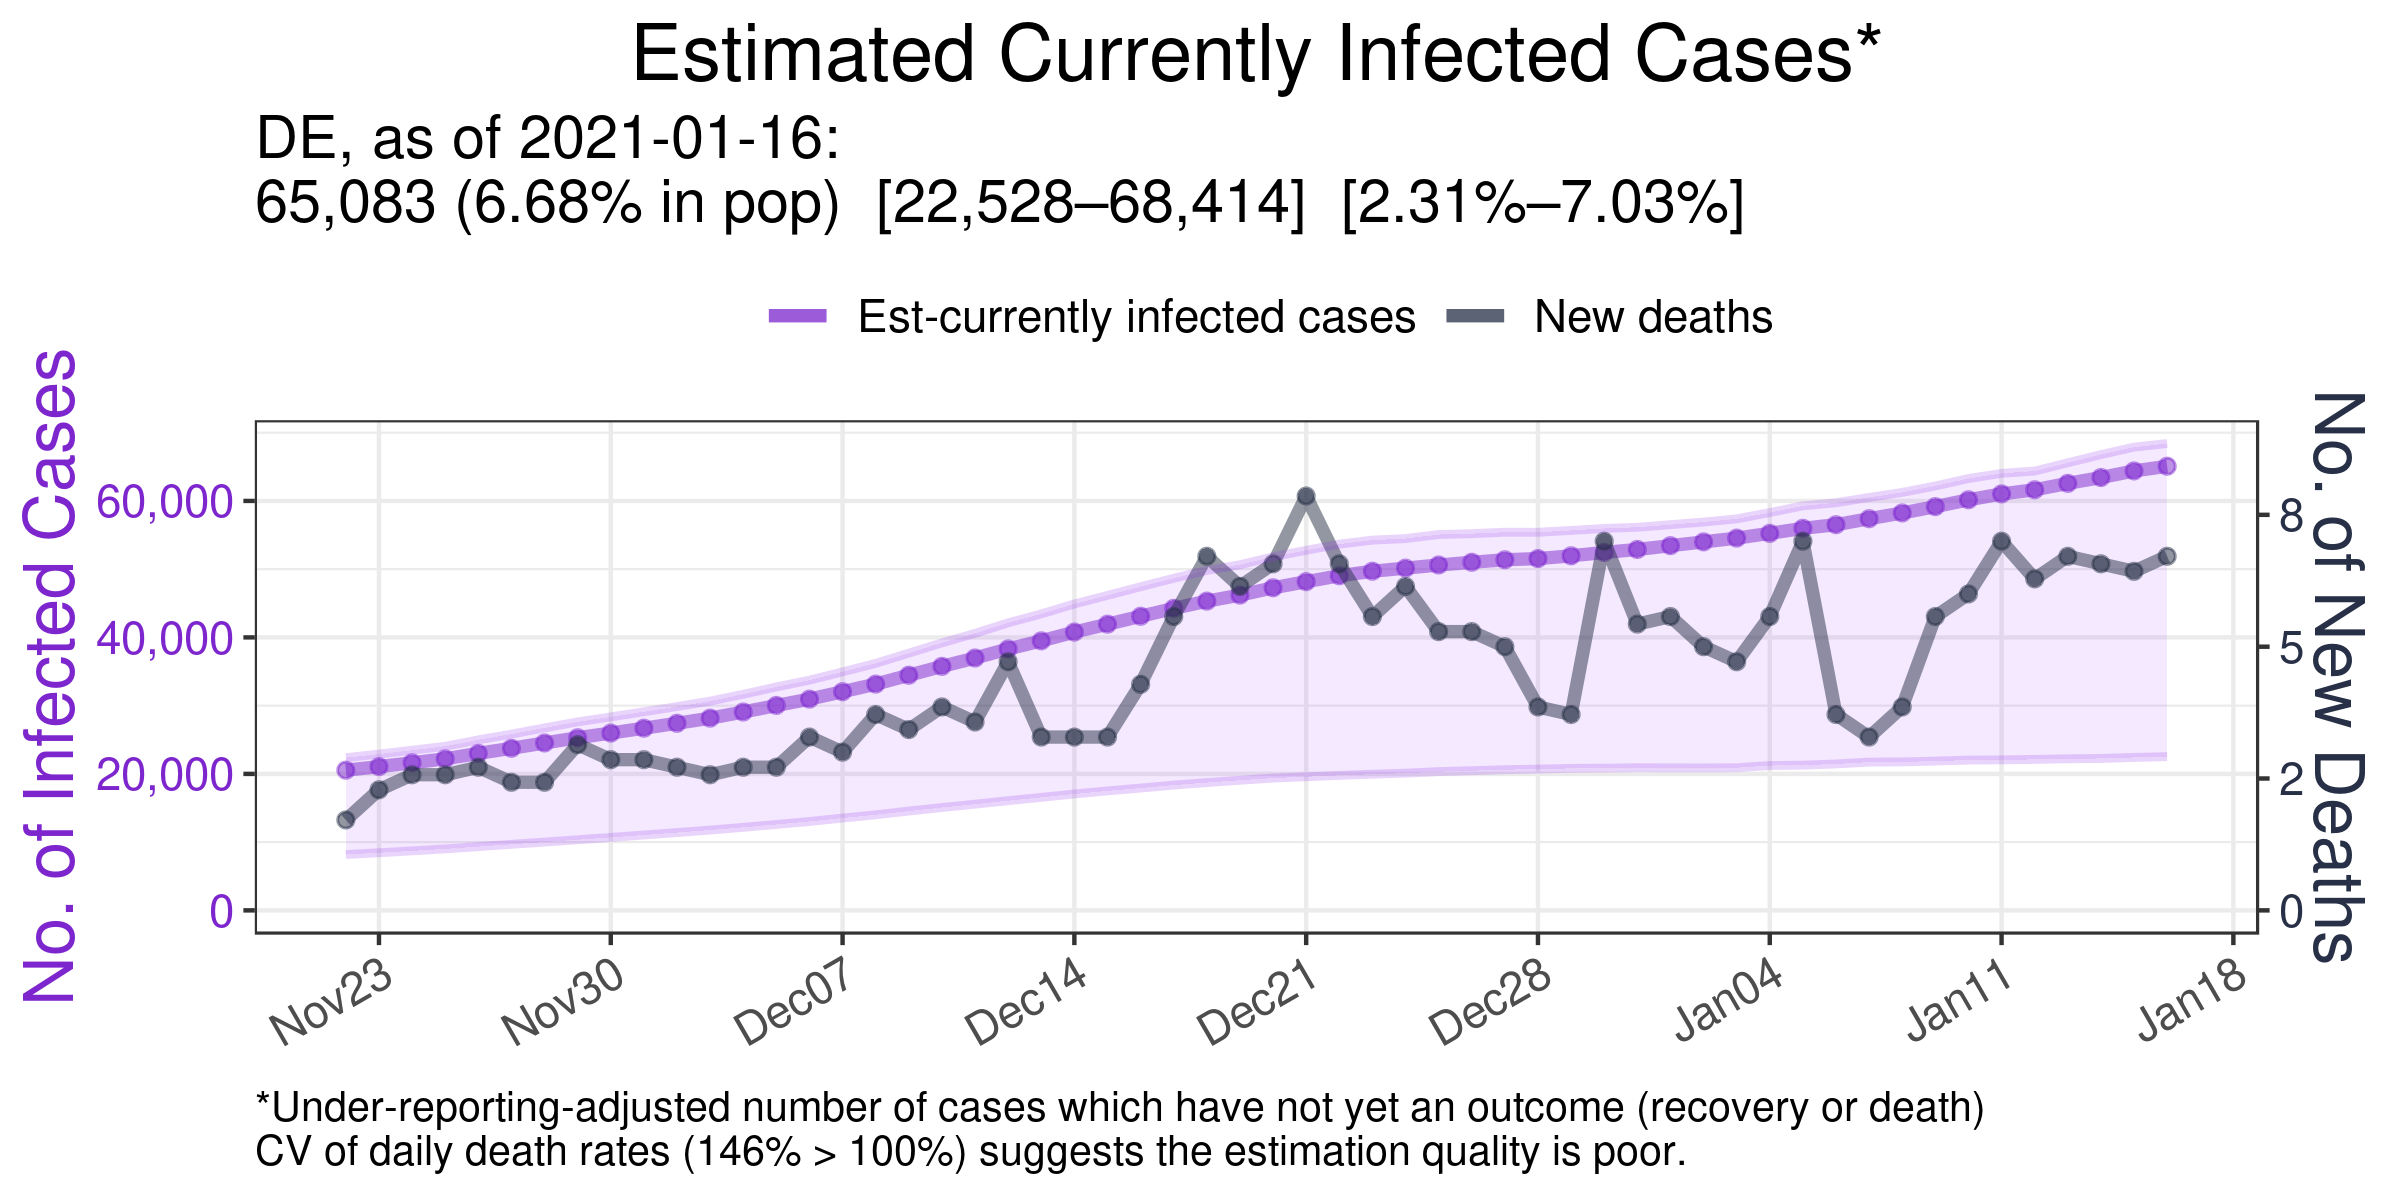 Estimated Currently Infected Cases*
DE, as of 2021-01-16:
65,083 (6.68% in pop)  [22,528–68,414]  [2.31%–7.03%]
Est-currently infected cases
New deaths
No. of Infected Cases
60,000
40,000
20,000
0
8
5
2
0
No. of New Deaths
Nov23
Nov30
Dec07
Dec14
Dec21
Dec28
Jan04
Jan11
Jan18
*Under-reporting-adjusted number of cases which have not yet an outcome (recovery or death)
CV of daily death rates (146% > 100%) suggests the estimation quality is poor.